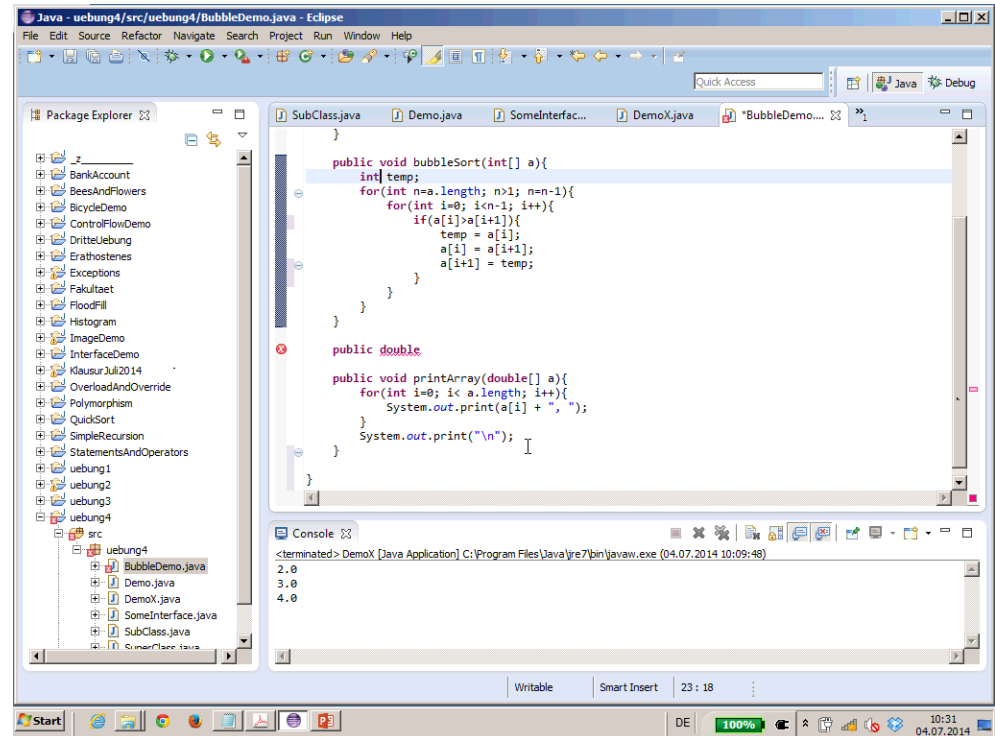 Java - uebung4/src/uebung4/BubbleDemo.java - Eclipse
File Edit Source Refactor Navigate Search Project Run Window Help
Quick Access
Java
Debug
Package Explorer
_z_________
BankAccount
BeesAndFlowers
BicycleDemo
ControlFlowDemo
DritteUebung
Erathostenes
Exceptions
Fakultaet
FloodFill
Histogram
ImageDemo
InterfaceDemo
KlausurJuli2014
OverloadAndOverride
Polymorphism
QuickSort
SimpleRecursion
StatementsAndOperators
uebung1
uebung2
uebung3
uebung4
src
uebung4
BubbleDemo.java
Demo.java
DemoX.java
SomeInterface.java
SubClass.java
SuperClass.java
SubClass.java
Demo.java
SomeInterfac...
DemoX.java
*BubbleDemo....
»1
}
public void bubbleSort(int[] a){
int temp;
for(int n=a.length; n>1; n=n-1){
for(int i=0; i<n-1; i++){
if(a[i]>a[i+1]){
temp = a[i];
a[i] = a[i+1];
a[i+1] = temp;
}
}
}
}
public double
public void printArray(double[] a){
for(int i=0; i< a.length; i++){
System.out.print(a[i] + ", ");
}
System.out.print("\n");
}
}
Console
<terminated> DemoX [Java Application] C:\Program Files\Java\jre7\bin\javaw.exe (04.07.2014 10:09:48)
2.0
3.0
4.0
Writable
Smart Insert
23 : 18
Start
DE
100%
10:31
04.07.2014